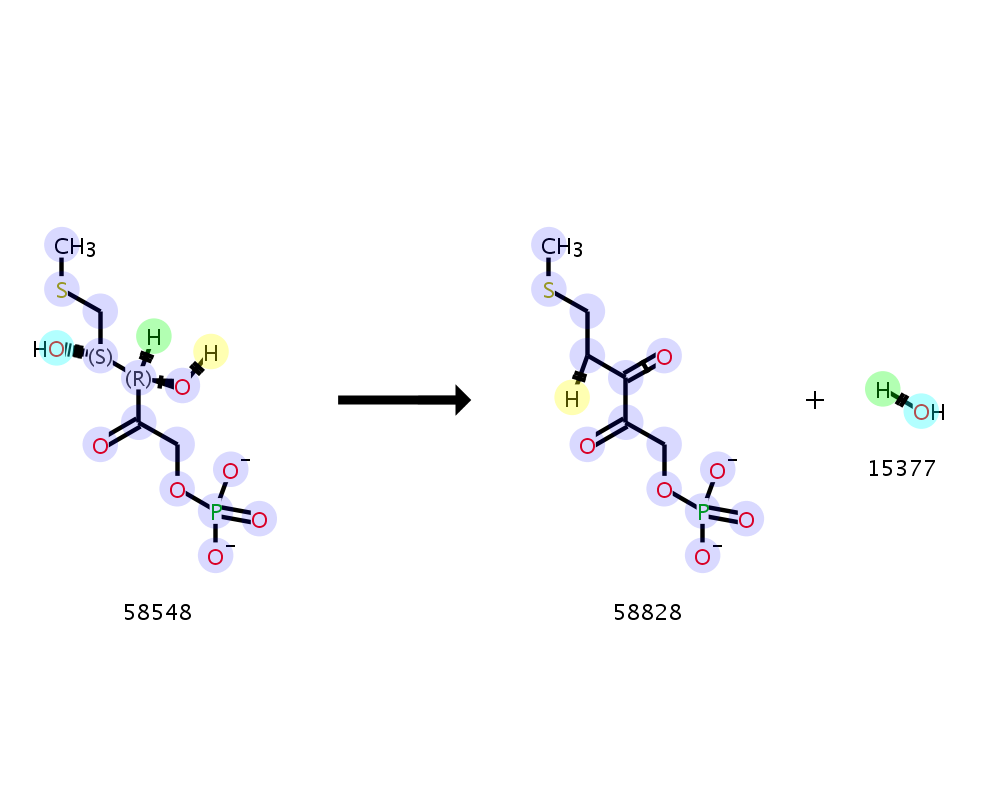 CH3 CH3
S S
H
HO (S) H O
(R) O H H
O O OH
O⁻ O⁻ 15377
O O
P O P O
O⁻ O⁻
+
58548 58828